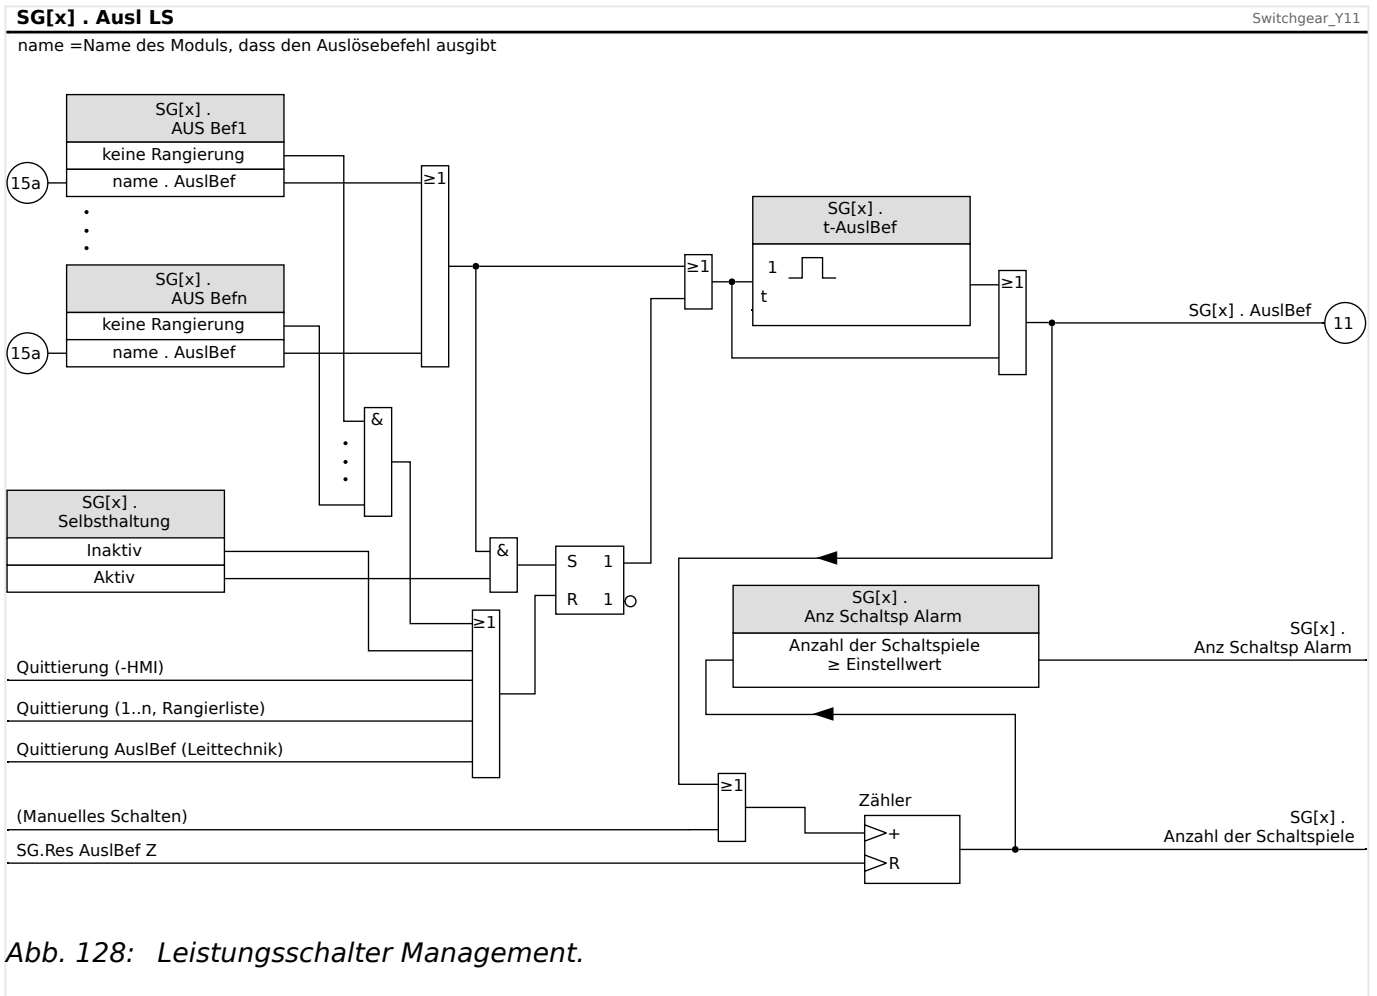 SG[x] . Ausl LS
Switchgear_Y11
name =Name des Moduls, dass den Auslösebefehl ausgibt
SG[x] .
AUS Bef1
keine Rangierung
15a
name . AuslBef
≥1
SG[x] .
t-AuslBef
1
t
≥1
≥1
SG[x] . AuslBef
11
SG[x] .
AUS Befn
keine Rangierung
15a
name . AuslBef
&
SG[x] .
Selbsthaltung
Inaktiv
Aktiv
&
S 1
R 1
≥1
Quittierung (-HMI)
Quittierung (1..n, Rangierliste)
Quittierung AuslBef (Leittechnik)
SG[x] .
Anz Schaltsp Alarm
Anzahl der Schaltspiele
≥ Einstellwert
SG[x] .
Anz Schaltsp Alarm
(Manuelles Schalten)
≥1
SG.Res AuslBef Z
Zähler
+
R
SG[x] .
Anzahl der Schaltspiele
Abb. 128: Leistungsschalter Management.